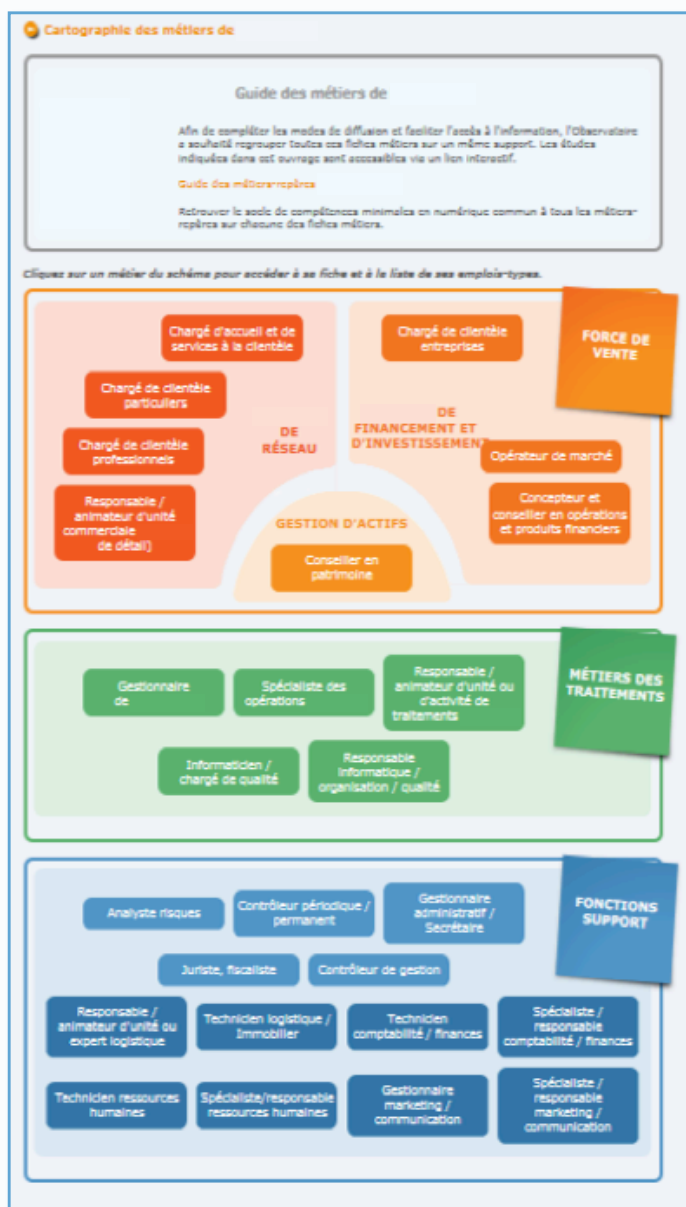 Cartographie des métiers de
Guide des métiers de
Afin de compléter les modes de diffusion et faciliter l'accès à l'information, l'Observatoire
a souhaité regrouper toutes ces fiches métiers sur un même support. Les études
indiquées dans cet ouvrage sont accessibles via un lien interactif.
Guide des métiers-repères
Retrouver le socle de compétences minimales en numérique commun à tous les métiers-
repères sur chacune des fiches métiers.
Cliquez sur un métier du schéma pour accéder à sa fiche et à la liste de ses emplois-types.
FORCE DE
VENTE
Chargé d'accueil et de
services à la clientèle
Chargé de clientèle
particuliers
Chargé de clientèle
professionnels
Responsable /
animateur d'unité
commerciale
de détail)
DE
RÉSEAU
Chargé de clientèle
entreprises
DE
FINANCEMENT ET
D'INVESTISSEMENT
Opérateur de marché
Concepteur et
conseiller en opérations
et produits financiers
GESTION D'ACTIFS
Conseiller en
patrimoine
MÉTIERS DES
TRAITEMENTS
Gestionnaire
de
Spécialiste des
opérations
Responsable /
animateur d'unité ou
d'activité de
traitements
Informaticien /
chargé de qualité
Responsable
informatique /
organisation / qualité
FONCTIONS
SUPPORT
Analyste risques
Contrôleur périodique /
permanent
Gestionnaire
administratif /
Secrétaire
Juriste, fiscaliste
Contrôleur de gestion
Responsable /
animateur d'unité ou
expert logistique
Technicien logistique /
Immobilier
Technicien
comptabilité / finances
Spécialiste /
responsable
comptabilité / finances
Technicien ressources
humaines
Spécialiste/responsable
ressources humaines
Gestionnaire
marketing /
communication
Spécialiste /
responsable
marketing /
communication